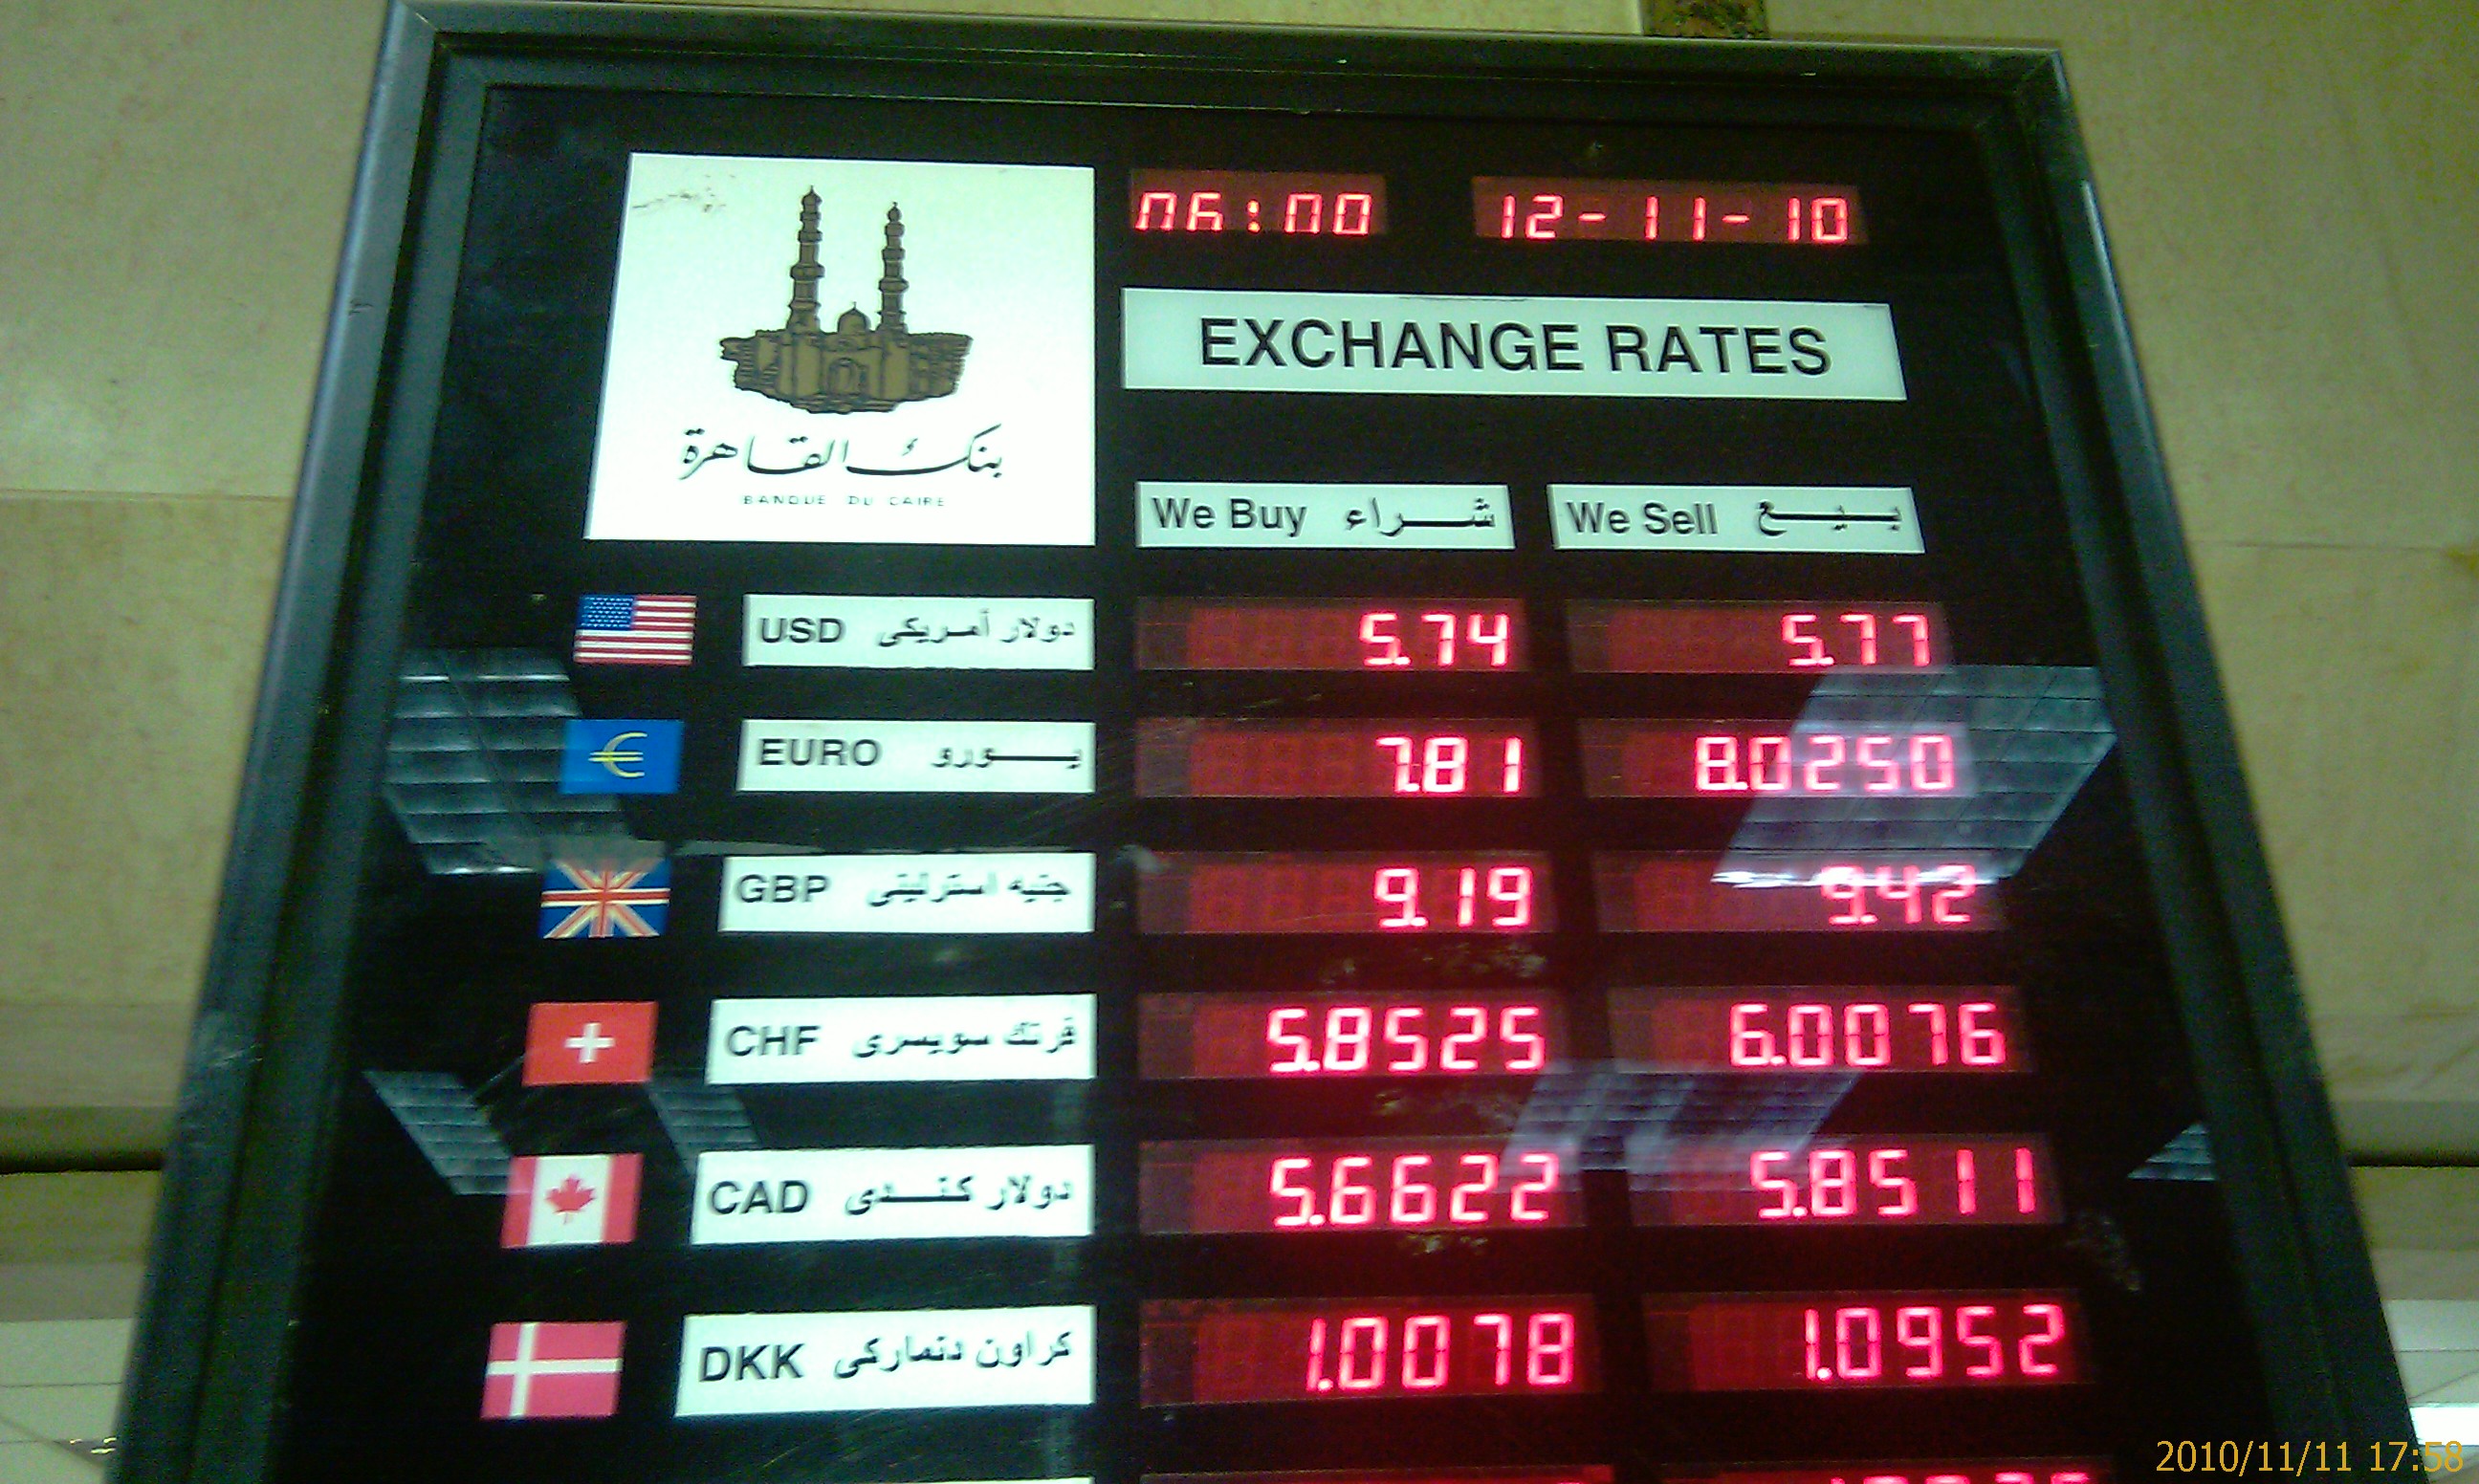 06:00 12-11-10
بنك القاهرة
BANQUE DU CAIRE
EXCHANGE RATES
We Buy شراء We Sell بيع
USD دولار أمريكى 5.74 5.77
EURO يورو 7.81 8.0250
GBP جنيه استرلينى 9.19 9.42
CHF فرنك سويسرى 5.8525 6.0076
CAD دولار كندى 5.6622 5.8511
DKK كراون دنماركى 1.0078 1.0952
2010/11/11 17:58